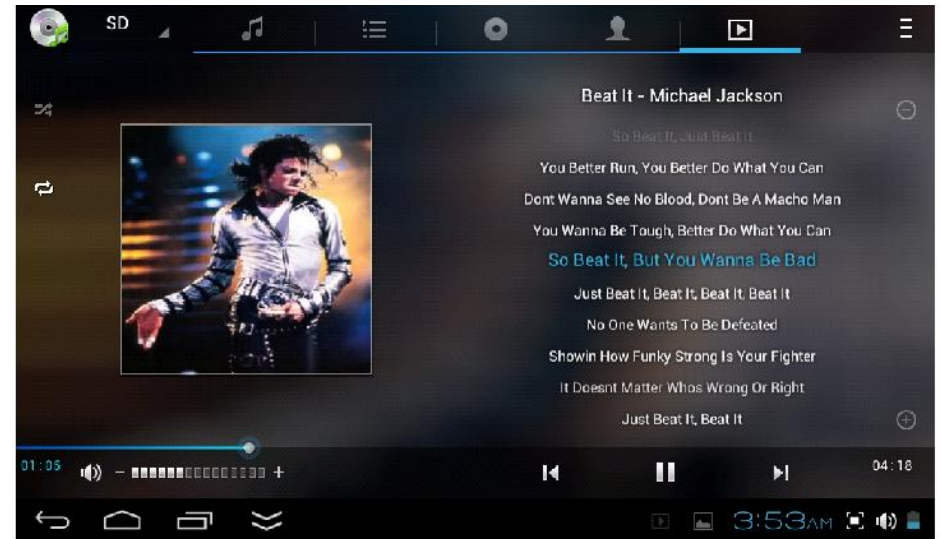 SD
Beat It - Michael Jackson
So Beat It, Just Beat It
You Better Run, You Better Do What You Can
Dont Wanna See No Blood, Dont Be A Macho Man
You Wanna Be Tough, Better Do What You Can
So Beat It, But You Wanna Be Bad
Just Beat It, Beat It, Beat It, Beat It
No One Wants To Be Defeated
Showin How Funky Strong Is Your Fighter
It Doesnt Matter Whos Wrong Or Right
Just Beat It, Beat It
01:05
04:18
3:53AM